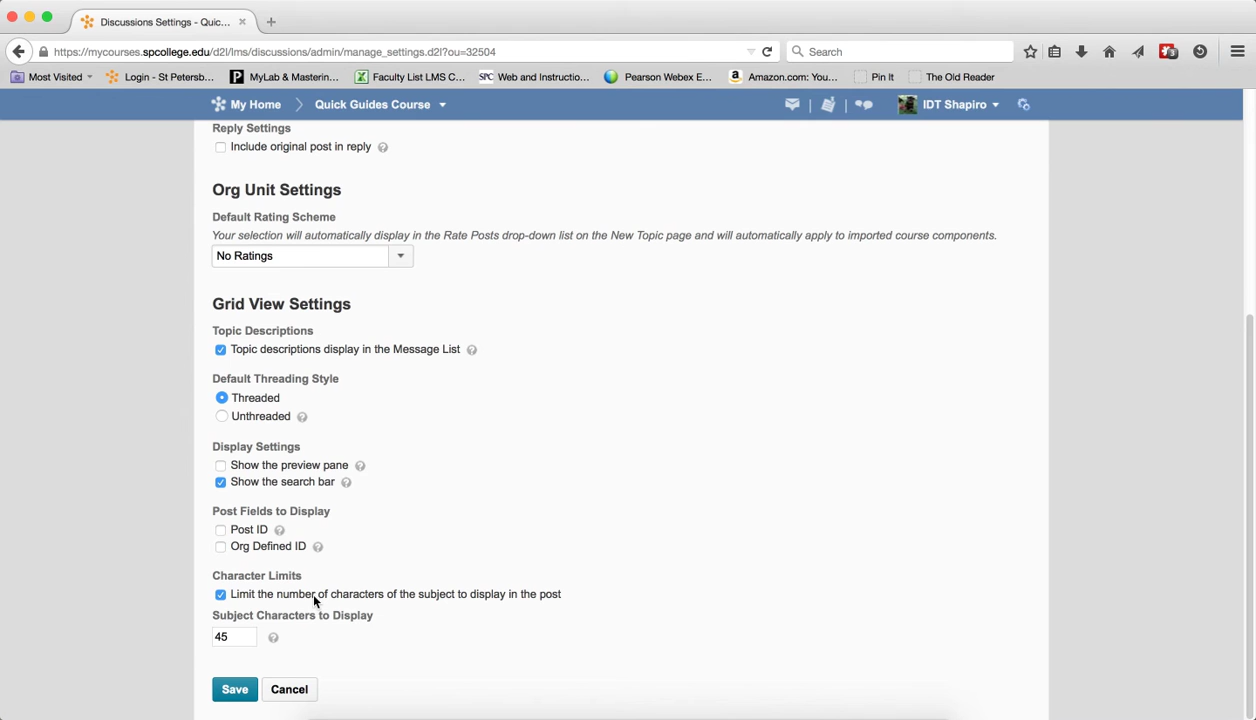 Discussions Settings - Quic...
https://mycourses.spcollege.edu/d2l/lms/discussions/admin/manage_settings.d2l?ou=32504
Search
3
Most Visited
Login - St Petersb...
MyLab & Mastering...
Faculty List LMS C...
SPC
Web and Instructio...
Pearson Webex E...
Amazon.com: You...
Pin It
The Old Reader
My Home
Quick Guides Course
IDT Shapiro
Reply Settings
Include original post in reply
Org Unit Settings
Default Rating Scheme
Your selection will automatically display in the Rate Posts drop-down list on the New Topic page and will automatically apply to imported course components.
No Ratings
Grid View Settings
Topic Descriptions
Topic descriptions display in the Message List
Default Threading Style
Threaded
Unthreaded
Display Settings
Show the preview pane
Show the search bar
Post Fields to Display
Post ID
Org Defined ID
Character Limits
Limit the number of characters of the subject to display in the post
Subject Characters to Display
45
Save
Cancel